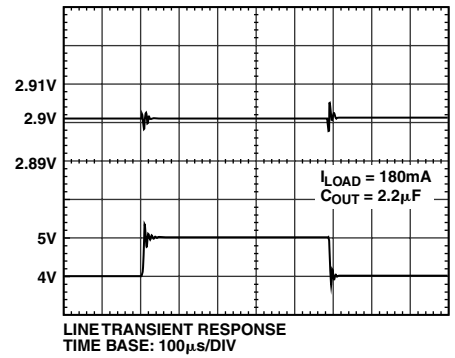 2.91V
2.9V
2.89V
ILOAD = 180mA
COUT = 2.2μF
5V
4V
LINE TRANSIENT RESPONSE
TIME BASE: 100μs/DIV